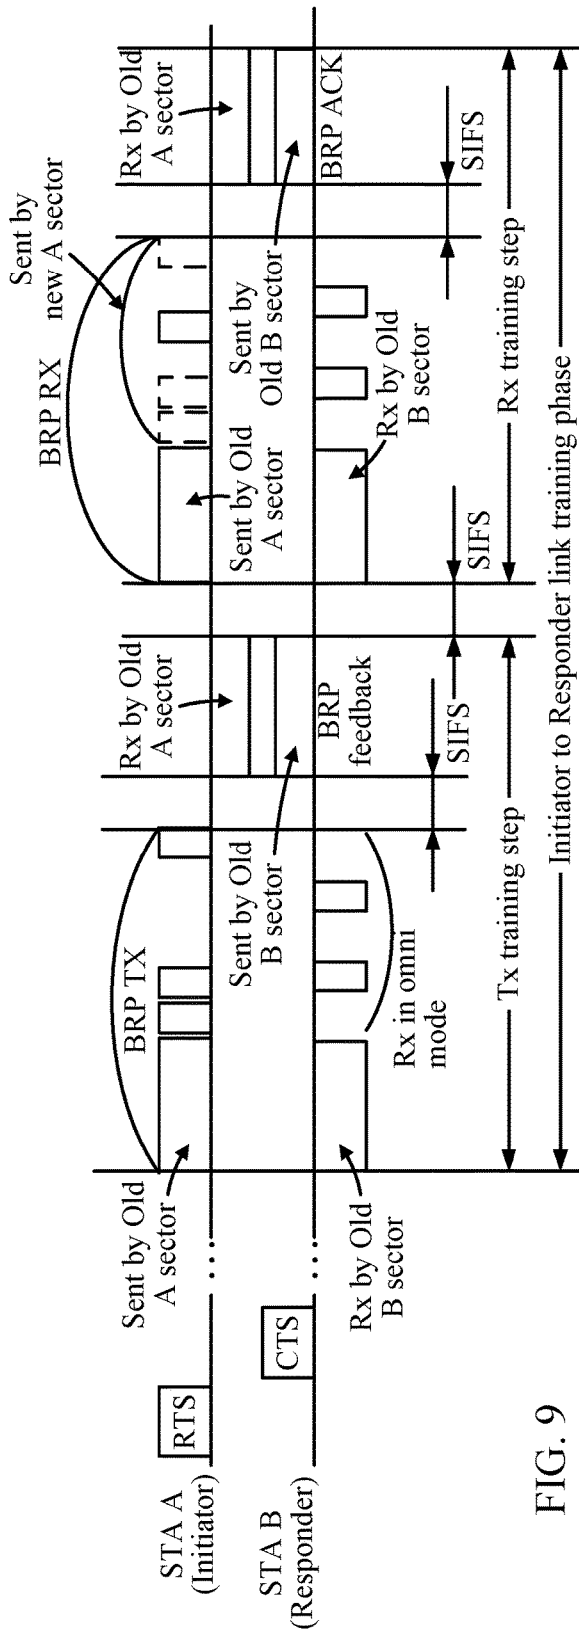 STA A
(Initiator)
RTS
STA B
(Responder)
CTS
Sent by Old
A sector
Rx by Old
B sector
BRP TX
Rx in omni
mode
Sent by Old
B sector
Rx by Old
A sector
BRP
feedback
SIFS
SIFS
BRP RX
Sent by
new A sector
Sent by Old
A sector
Rx by Old
B sector
Sent by
Old B sector
Rx by Old
A sector
BRP ACK
SIFS
Tx training step
Rx training step
Initiator to Responder link training phase
FIG. 9